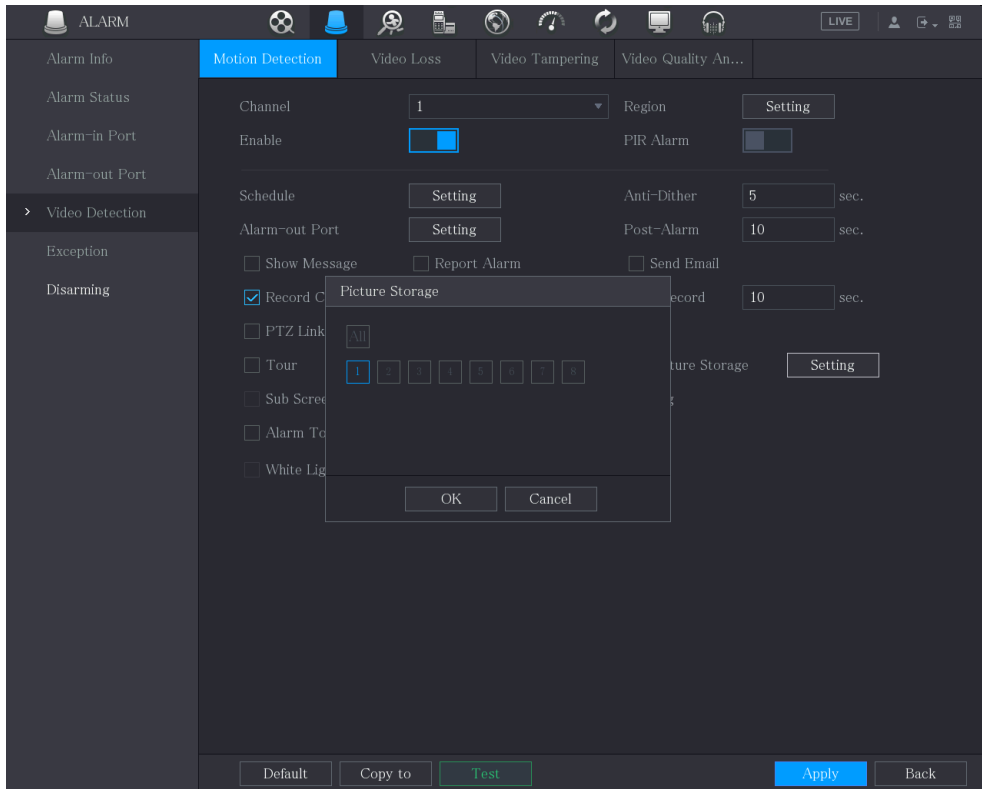 ALARM
LIVE
Alarm Info
Alarm Status
Alarm-in Port
Alarm-out Port
Video Detection
Exception
Disarming
Motion Detection Video Loss Video Tampering Video Quality An...
Channel 1 Region Setting
Enable PIR Alarm
Schedule Setting Anti-Dither 5 sec.
Alarm-out Port Setting Post-Alarm 10 sec.
Show Message Report Alarm Send Email
Record C ecord 10 sec.
PTZ Link
Tour ture Storage Setting
Sub Scree g
Alarm To
White Lig
Picture Storage
All
1 2 3 4 5 6 7 8
OK Cancel
Default Copy to Test Apply Back